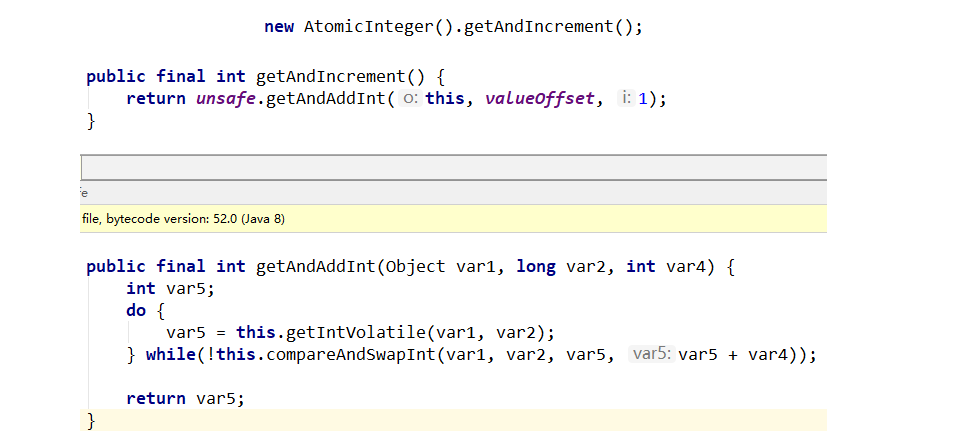 new AtomicInteger().getAndIncrement();
public final int getAndIncrement() {
return unsafe.getAndAddInt( o: this, valueOffset, i: 1);
}
fe
file, bytecode version: 52.0 (Java 8)
public final int getAndAddInt(Object var1, long var2, int var4) {
int var5;
do {
var5 = this.getIntVolatile(var1, var2);
} while(!this.compareAndSwapInt(var1, var2, var5, var5: var5 + var4));
return var5;
}